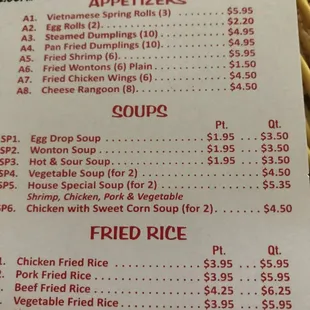 APPETIZERS
A1. Vietnamese Spring Rolls (3) $5.95
A2. Egg Rolls (2) $2.20
A3. Steamed Dumplings (10) $4.95
A4. Pan Fried Dumplings (10) $4.95
A5. Fried Shrimp (6) $5.95
A6. Fried Wontons (6) Plain $1.50
A7. Fried Chicken Wings (6) $4.50
A8. Cheese Rangoon (8) $4.50
SOUPS
Pt. Qt.
SP1. Egg Drop Soup $1.95 $3.50
SP2. Wonton Soup $1.95 $3.50
SP3. Hot & Sour Soup $1.95 $3.50
SP4. Vegetable Soup (for 2) $4.50
SP5. House Special Soup (for 2) $5.35
Shrimp, Chicken, Pork & Vegetable
SP6. Chicken with Sweet Corn Soup (for 2) $4.50
FRIED RICE
Pt. Qt.
1. Chicken Fried Rice $3.95 $5.95
2. Pork Fried Rice $3.95 $5.95
Beef Fried Rice $4.25 $6.25
Vegetable Fried Rice $3.95 $5.95